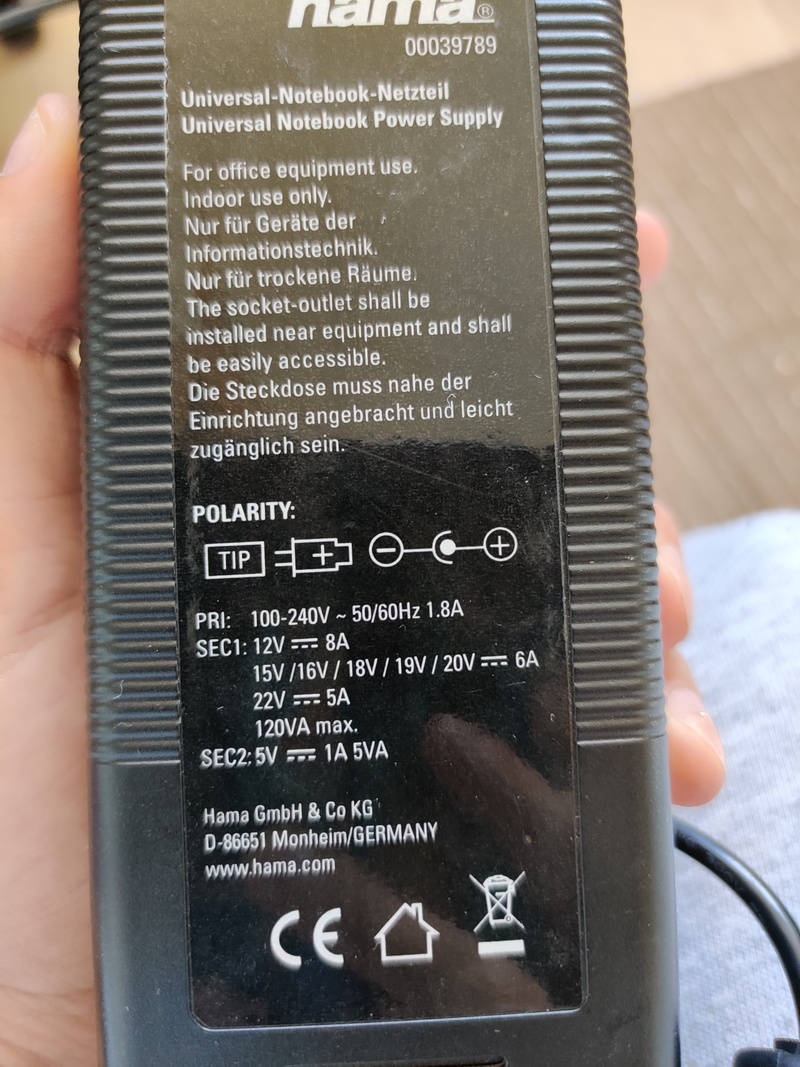 hama®
00039789
Universal-Notebook-Netzteil
Universal Notebook Power Supply
For office equipment use.
Indoor use only.
Nur für Geräte der
Informationstechnik.
Nur für trockene Räume.
The socket-outlet shall be
installed near equipment and shall
be easily accessible.
Die Steckdose muss nahe der
Einrichtung angebracht und leicht
zugänglich sein.
POLARITY:
TIP + − +
PRI: 100-240V ~ 50/60Hz 1.8A
SEC1: 12V ⎓ 8A
15V /16V / 18V / 19V / 20V ⎓ 6A
22V ⎓ 5A
120VA max.
SEC2: 5V ⎓ 1A 5VA
Hama GmbH & Co KG
D-86651 Monheim/GERMANY
www.hama.com
CE